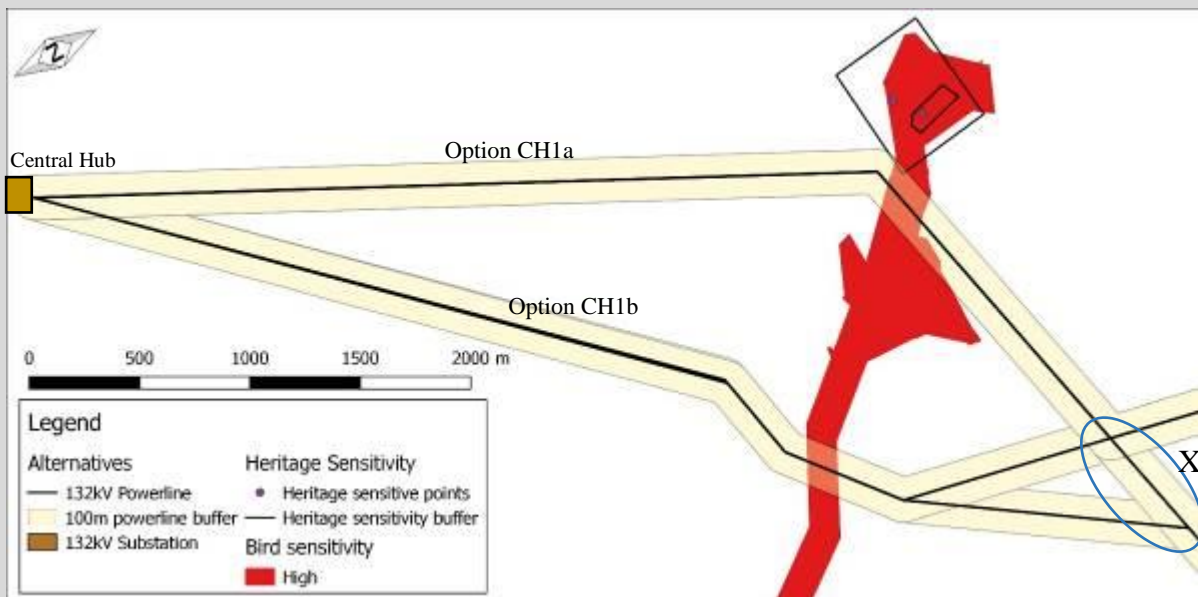 N
Central Hub
Option CH1a
Option CH1b
0 500 1000 1500 2000 m
X
Legend
Alternatives
132kV Powerline
100m powerline buffer
132kV Substation
Heritage Sensitivity
Heritage sensitive points
Heritage sensitivity buffer
Bird sensitivity
High